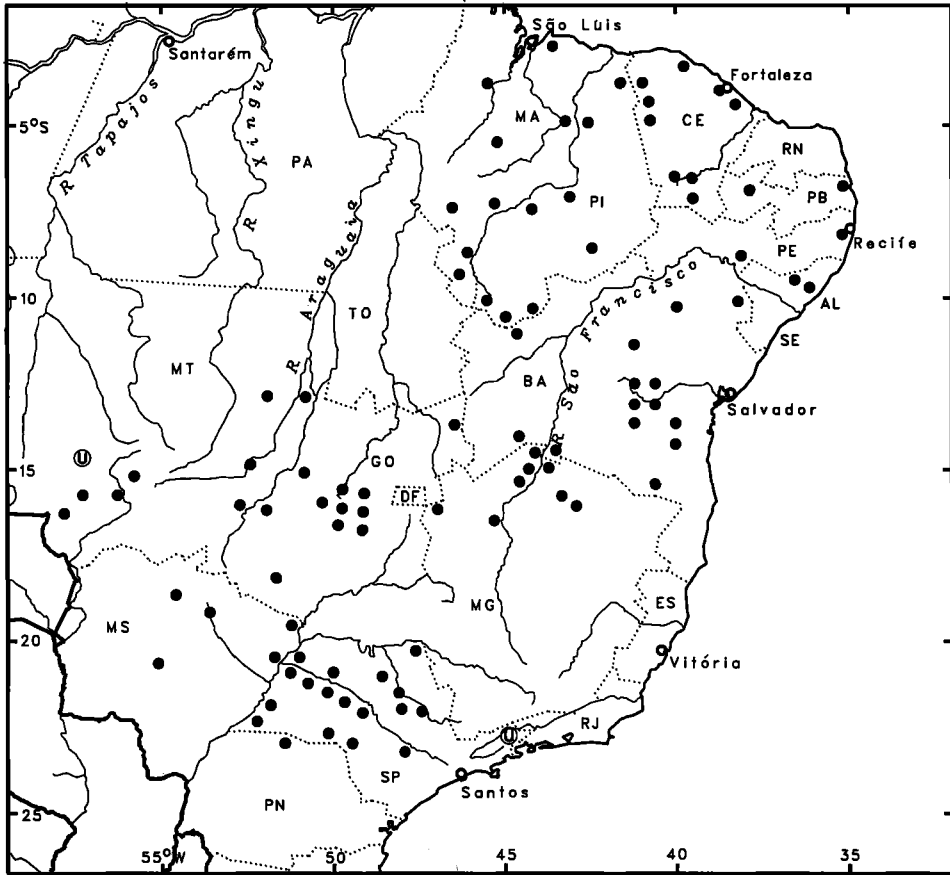 São Luís
Santarém
Fortaleza
R Tapajos
R Xingu
MA
CE
5°S
PA
RN
PI
PB
R Araguaia
PE
Recife
10
TO
R São Francisco
AL
SE
MT
BA
Salvador
U
GO
15
DF
MG
ES
MS
20
Vitória
RJ
U
SP
Santos
PN
25
55°W
50
45
40
35